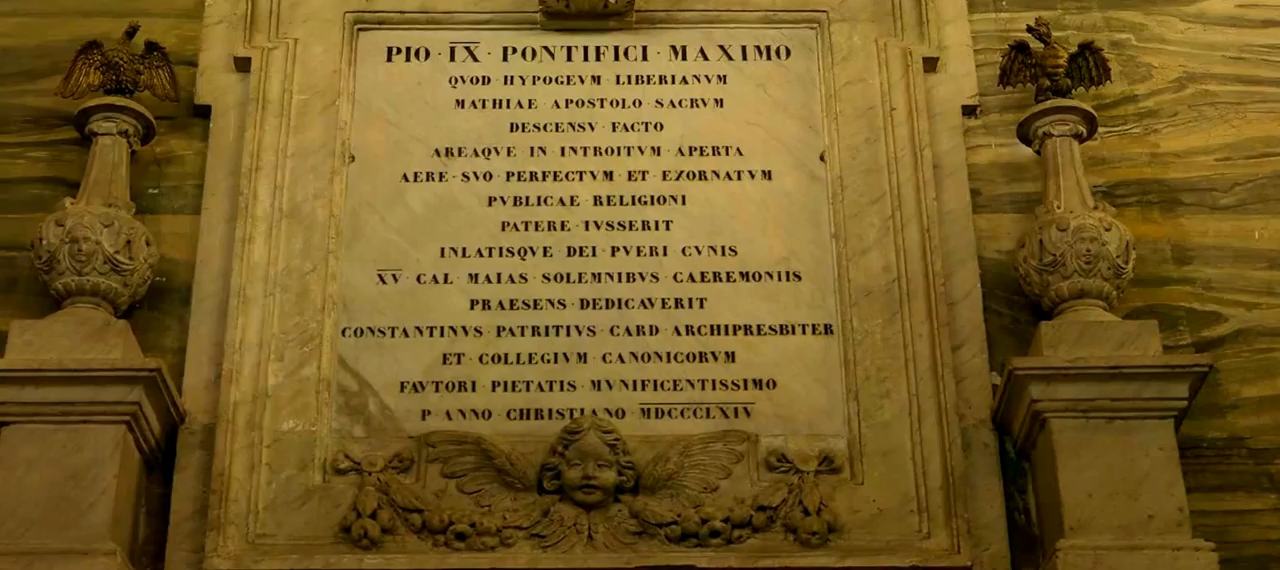 PIO · IX · PONTIFICI · MAXIMO
QVOD · HYPOGEVM · LIBERIANVM
MATHIAE · APOSTOLO · SACRVM
DESCENSV · FACTO
AREAQVE · IN · INTROITVM · APERTA
AERE · SVO · PERFECTVM · ET · EXORNATVM
PVBLICAE · RELIGIONI
PATERE · IVSSERIT
INLATISQVE · DEI · PVERI · CVNIS
XV · CAL · MAIAS · SOLEMNIBVS · CAEREMONIIS
PRAESENS · DEDICAVERIT
CONSTANTINVS · PATRITIVS · CARD · ARCHIPRESBITER
ET · COLLEGIVM · CANONICORVM
FAVTORI · PIETATIS · MVNIFICENTISSIMO
P · ANNO · CHRISTIANO · MDCCCLXIV